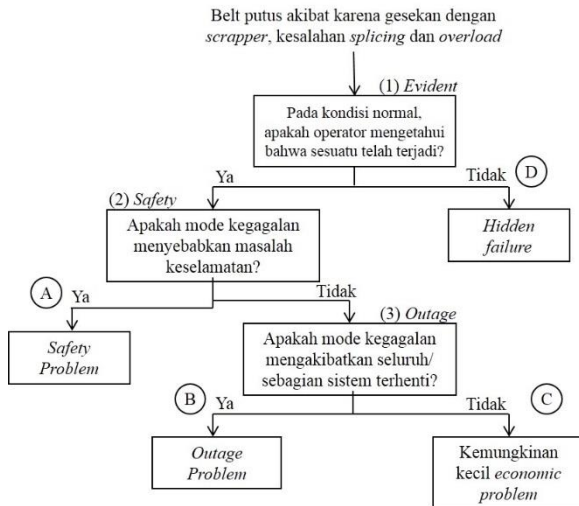 Belt putus akibat karena gesekan dengan
scrapper, kesalahan splicing dan overload
(1) Evident
Pada kondisi normal,
apakah operator mengetahui
bahwa sesuatu telah terjadi?
Ya
Tidak
D
(2) Safety
Apakah mode kegagalan
menyebabkan masalah
keselamatan?
Hidden
failure
A
Ya
Tidak
Safety
Problem
(3) Outage
Apakah mode kegagalan
mengakibatkan seluruh/
sebagian sistem terhenti?
B
Ya
Tidak
C
Outage
Problem
Kemungkinan
kecil economic
problem